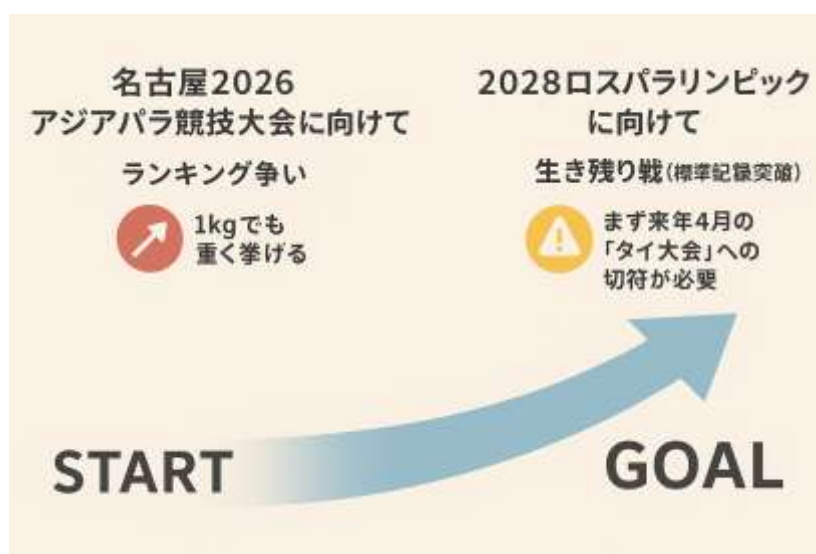 名古屋2026
アジアパラ競技大会に向けて
ランキング争い
1kgでも
重く挙げる
2028ロスパラリンピック
に向けて
生き残り戦(標準記録突破)
まず来年4月の
「タイ大会」への
切符が必要
START
GOAL